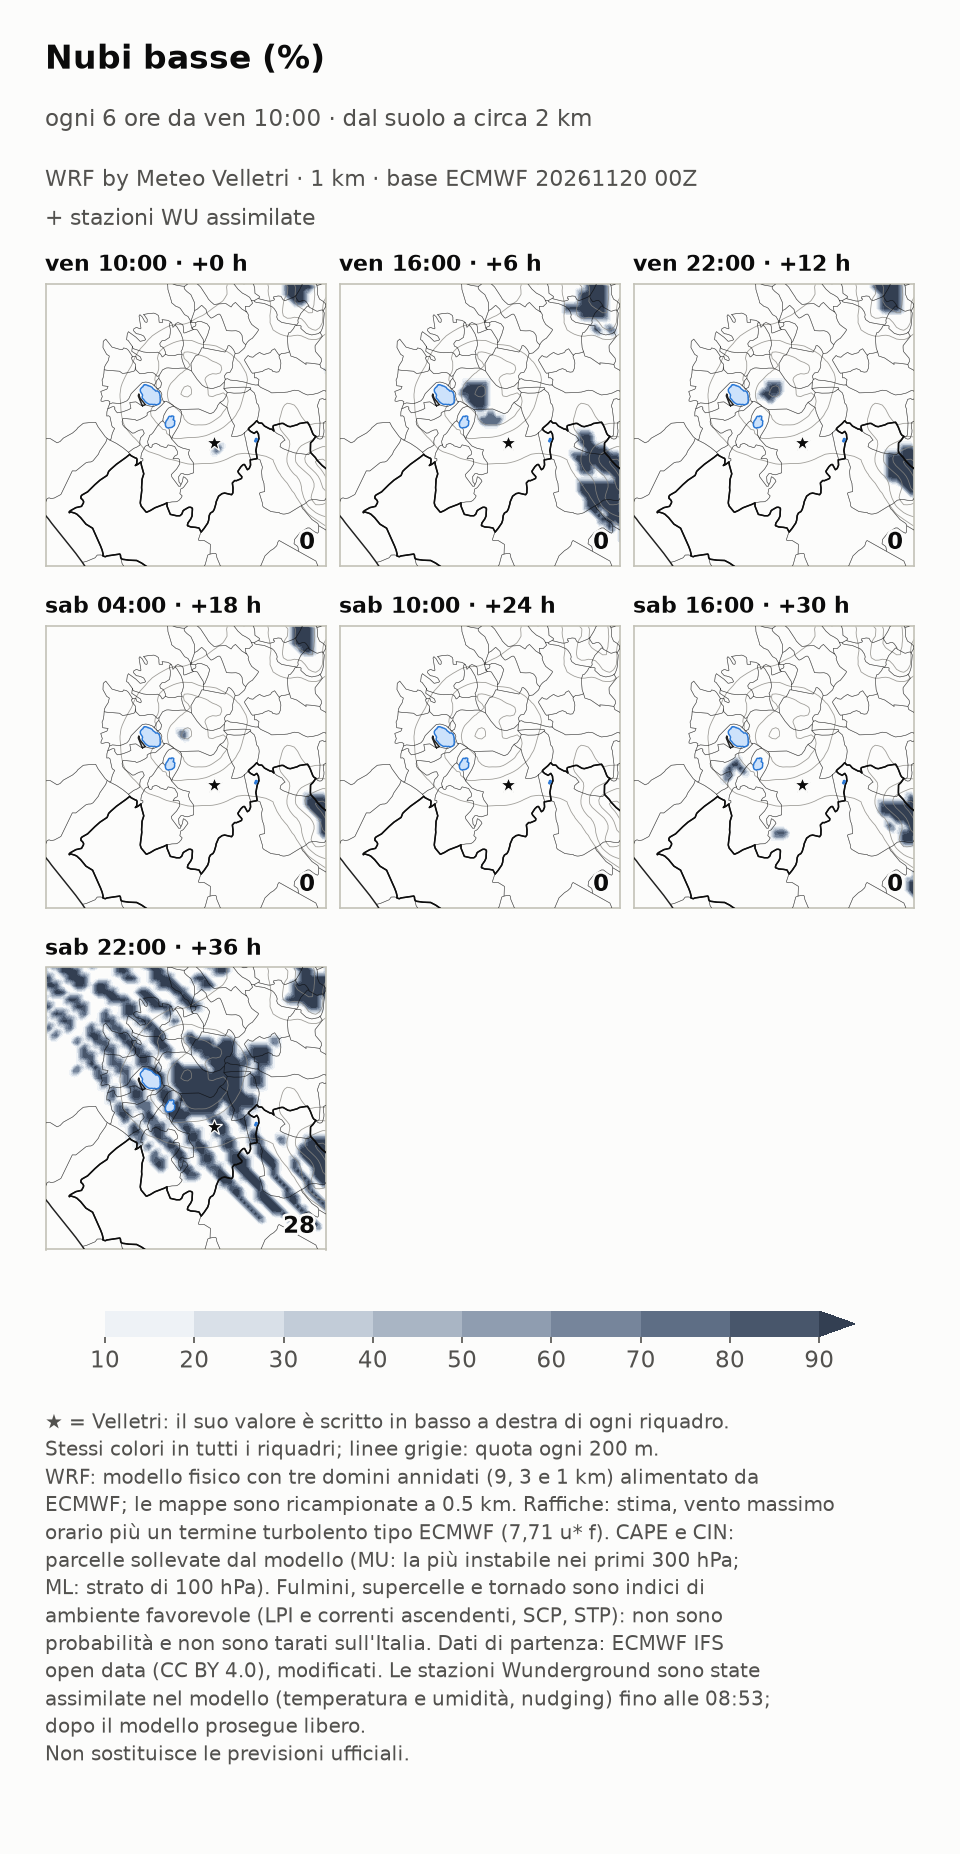 Nubi basse (%)
ogni 6 ore da ven 10:00 · dal suolo a circa 2 km
WRF by Meteo Velletri · 1 km · base ECMWF 20261120 00Z
+ stazioni WU assimilate
ven 10:00 · +0 h
ven 16:00 · +6 h
ven 22:00 · +12 h
0
0
0
sab 04:00 · +18 h
sab 10:00 · +24 h
sab 16:00 · +30 h
0
0
0
sab 22:00 · +36 h
28
10 20 30 40 50 60 70 80 90
★ = Velletri: il suo valore è scritto in basso a destra di ogni riquadro.
Stessi colori in tutti i riquadri; linee grigie: quota ogni 200 m.
WRF: modello fisico con tre domini annidati (9, 3 e 1 km) alimentato da
ECMWF; le mappe sono ricampionate a 0.5 km. Raffiche: stima, vento massimo
orario più un termine turbolento tipo ECMWF (7,71 u* f). CAPE e CIN:
parcelle sollevate dal modello (MU: la più instabile nei primi 300 hPa;
ML: strato di 100 hPa). Fulmini, supercelle e tornado sono indici di
ambiente favorevole (LPI e correnti ascendenti, SCP, STP): non sono
probabilità e non sono tarati sull'Italia. Dati di partenza: ECMWF IFS
open data (CC BY 4.0), modificati. Le stazioni Wunderground sono state
assimilate nel modello (temperatura e umidità, nudging) fino alle 08:53;
dopo il modello prosegue libero.
Non sostituisce le previsioni ufficiali.